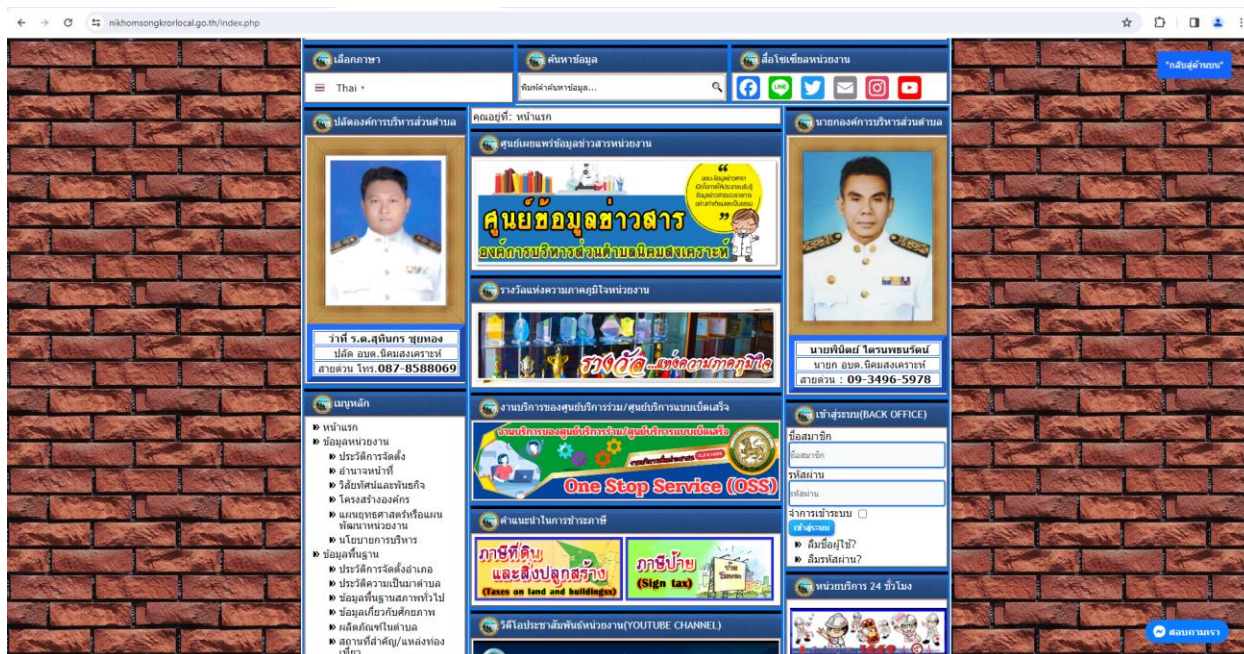 nikhomsongkrorlocal.go.th/index.php
เลือกภาษา
Thai
ค้นหาข้อมูล
พิมพ์คำค้นหาข้อมูล...
สื่อโซเชียลหน่วยงาน
"กลับสู่ด้านบน"
ปลัดองค์การบริหารส่วนตำบล
ว่าที่ ร.ต.สุทินกร ชุยทอง
ปลัด อบต.นิคมสงเคราะห์
สายด่วน โทร.087-8588069
เมนูหลัก
หน้าแรก
ข้อมูลหน่วยงาน
ประวัติการจัดตั้ง
อำนาจหน้าที่
วิสัยทัศน์และพันธกิจ
โครงสร้างองค์กร
แผนยุทธศาสตร์หรือแผน
พัฒนาหน่วยงาน
นโยบายการบริหาร
ข้อมูลพื้นฐาน
ประวัติการจัดตั้งอำเภอ
ประวัติความเป็นมาตำบล
ข้อมูลพื้นฐานสภาพทั่วไป
ข้อมูลเกี่ยวกับศักยภาพ
ผลิตภัณฑ์ในตำบล
สถานที่สำคัญ/แหล่งท่อง
เที่ยว
คุณอยู่ที่: หน้าแรก
ศูนย์เผยแพร่ข้อมูลข่าวสารหน่วยงาน
ศูนย์ข้อมูลข่าวสาร
องค์การบริหารส่วนตำบลนิคมสงเคราะห์
รางวัลแห่งความภาคภูมิใจหน่วยงาน
รางวัล...แห่งความภาคภูมิใจ
งานบริการของศูนย์บริการร่วม/ศูนย์บริการแบบเบ็ดเสร็จ
งานบริการของศูนย์บริการร่วม/ศูนย์บริการแบบเบ็ดเสร็จ
CLICK HERE
One Stop Service (OSS)
คำแนะนำในการชำระภาษี
ภาษีที่ดิน
และสิ่งปลูกสร้าง
(Taxes on land and buildingsx)
ภาษีป้าย
(Sign tax)
วิดีโอประชาสัมพันธ์หน่วยงาน(YOUTUBE CHANNEL)
นายกองค์การบริหารส่วนตำบล
นายพินิตย์ ไตรนพธนรัตน์
นายก อบต.นิคมสงเคราะห์
สายด่วน : 09-3496-5978
เข้าสู่ระบบ(BACK OFFICE)
ชื่อสมาชิก
ชื่อสมาชิก
รหัสผ่าน
รหัสผ่าน
จำการเข้าระบบ
เข้าสู่ระบบ
ลืมชื่อผู้ใช้?
ลืมรหัสผ่าน?
หน่วยบริการ 24 ชั่วโมง
สอบถามเรา